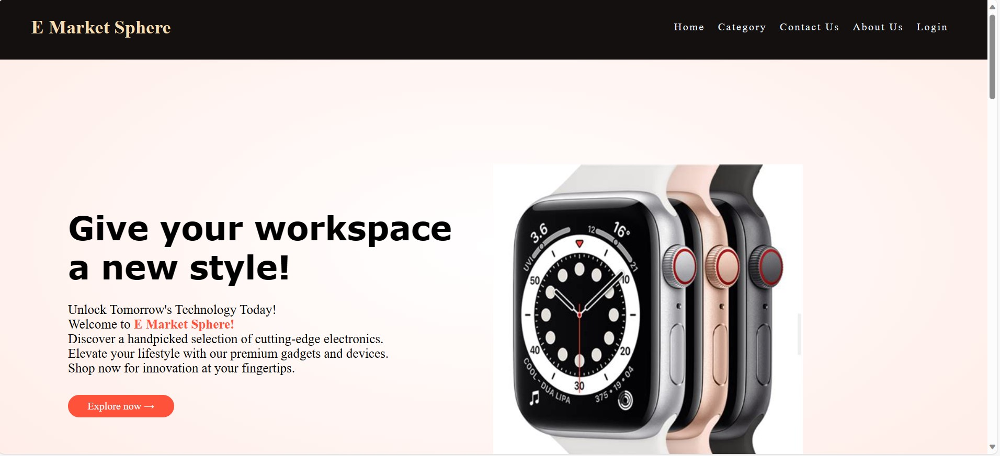 E Market Sphere
Home Category Contact Us About Us Login
Give your workspace
a new style!
Unlock Tomorrow's Technology Today!
Welcome to E Market Sphere!
Discover a handpicked selection of cutting-edge electronics.
Elevate your lifestyle with our premium gadgets and devices.
Shop now for innovation at your fingertips.
Explore now →
3.6
12 16°
UVI
21
50
10
40
20
30
COOL - DUA LIPA
375 • 19 • 04